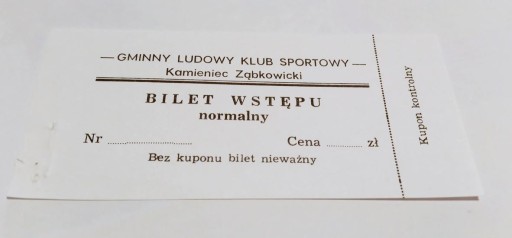 — GMINNY LUDOWY KLUB SPORTOWY —
Kamieniec Ząbkowicki
BILET WSTĘPU
normalny
Nr .......................... Cena ........... zł
Bez kuponu bilet nieważny
Kupon kontrolny